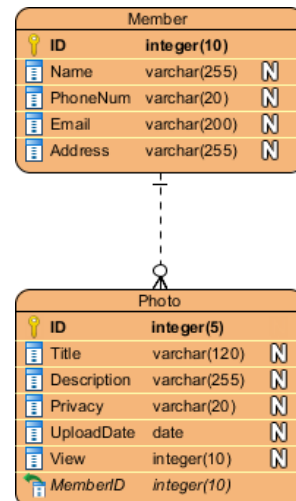 Member
ID integer(10)
Name varchar(255) N
PhoneNum varchar(20) N
Email varchar(200) N
Address varchar(255) N
Photo
ID integer(5)
Title varchar(120) N
Description varchar(255) N
Privacy varchar(20) N
UploadDate date N
View integer(10) N
MemberID integer(10)